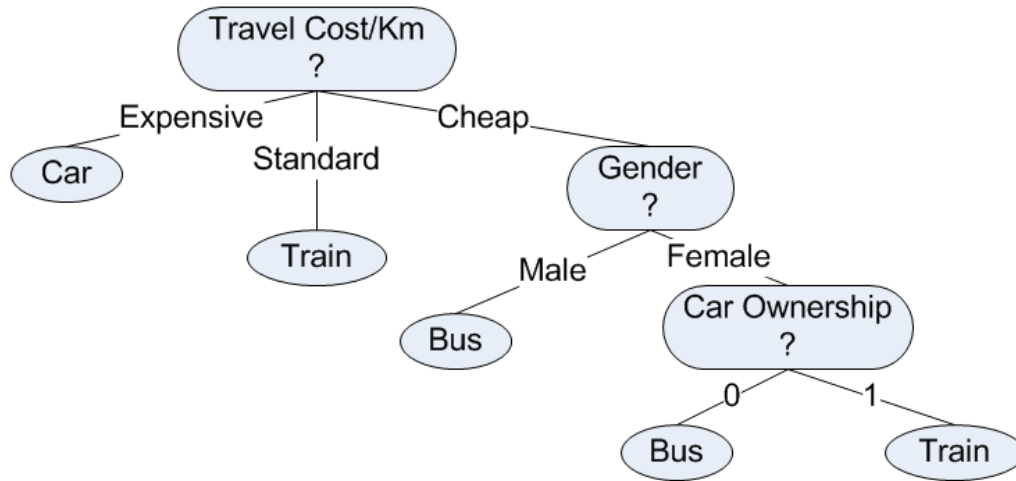 Travel Cost/Km
?
Expensive
Standard
Cheap
Car
Train
Gender
?
Male
Female
Bus
Car Ownership
?
0
1
Bus
Train